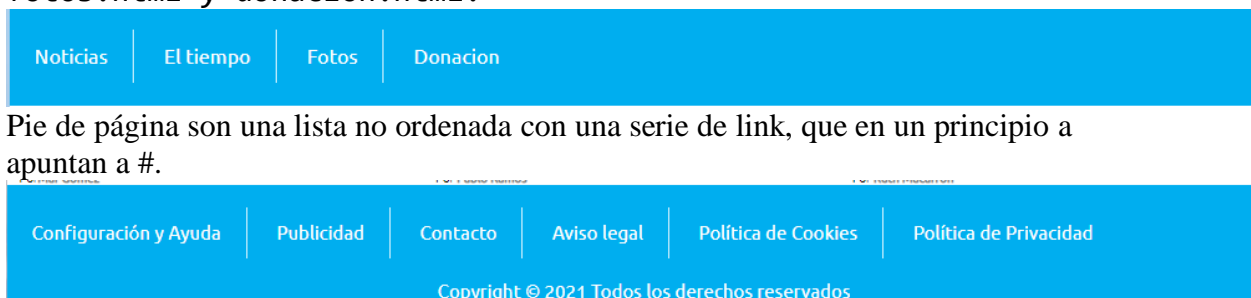 Noticias El tiempo Fotos Donacion
Pie de página son una lista no ordenada con una serie de link, que en un principio a
apuntan a #.
Configuración y Ayuda Publicidad Contacto Aviso legal Política de Cookies Política de Privacidad
Copyright © 2021 Todos los derechos reservados